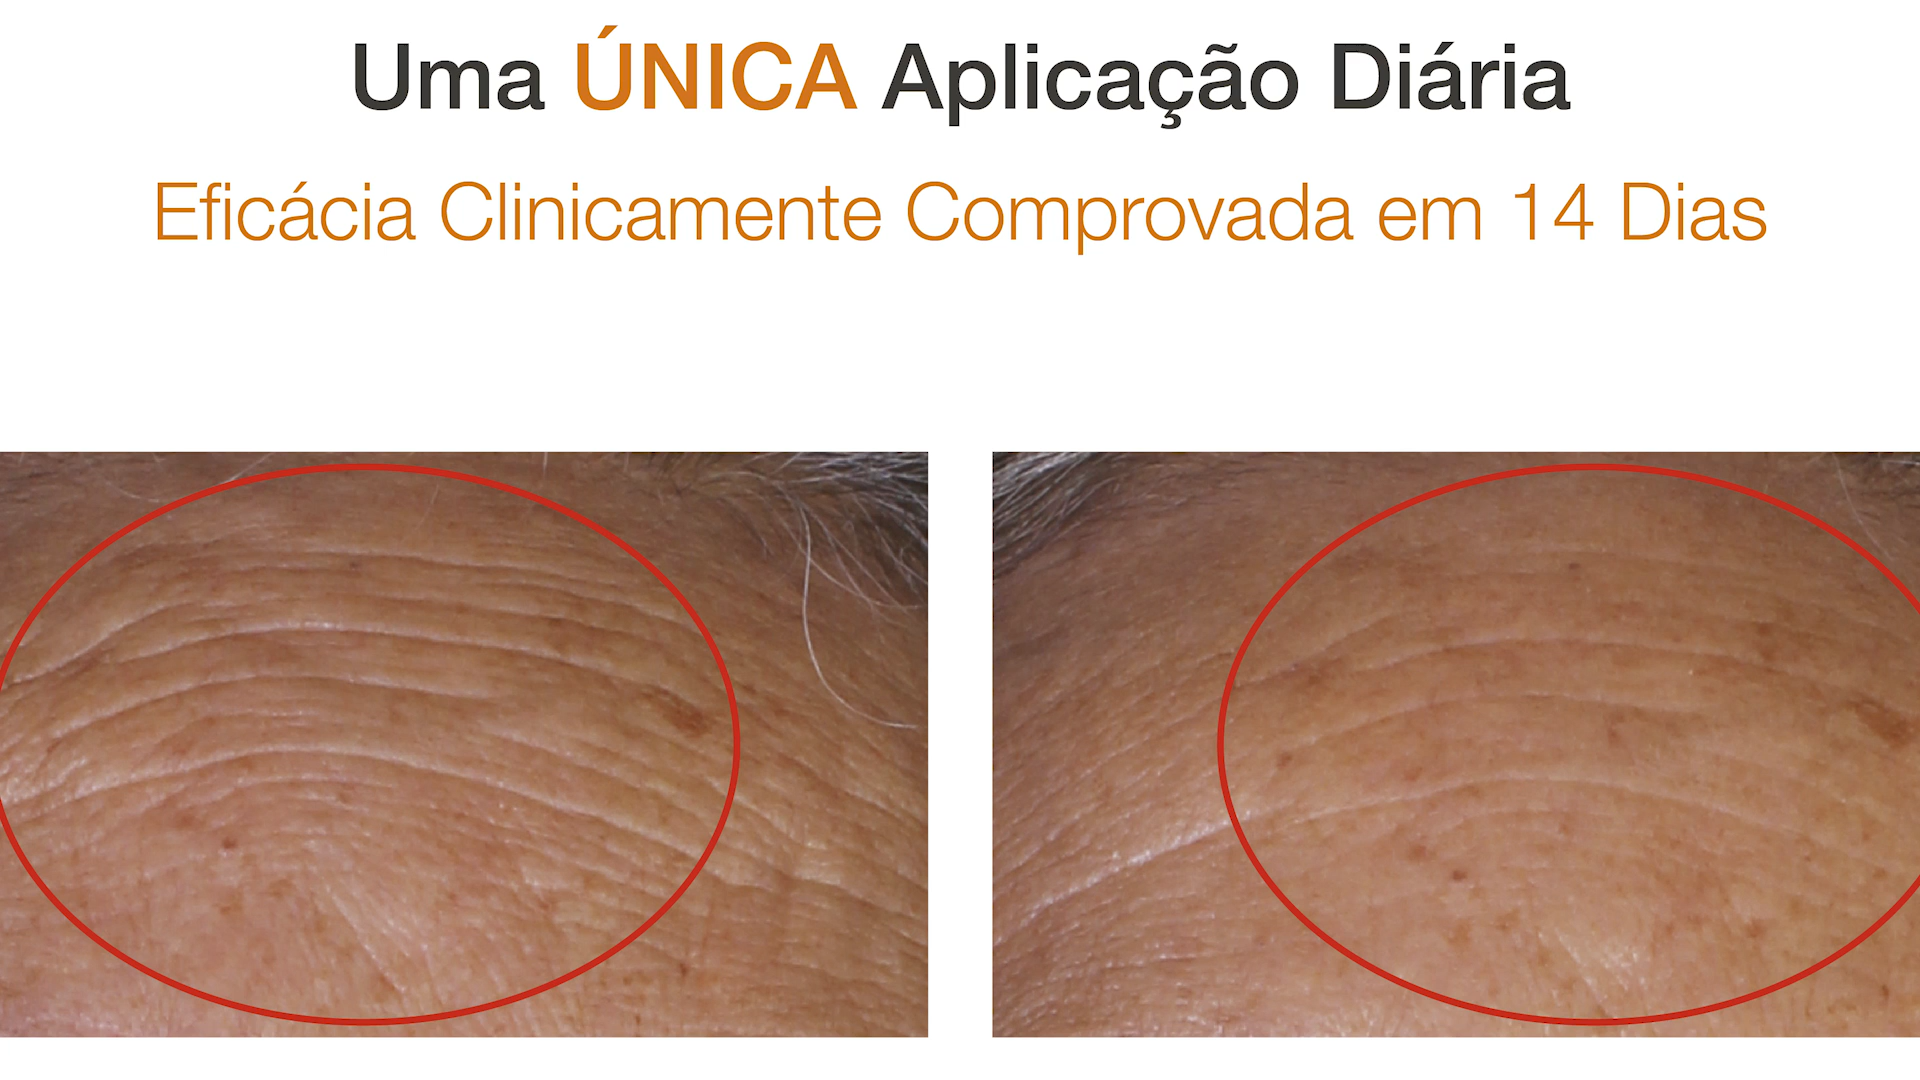 Uma ÚNICA Aplicação Diária
Eficácia Clinicamente Comprovada em 14 Dias